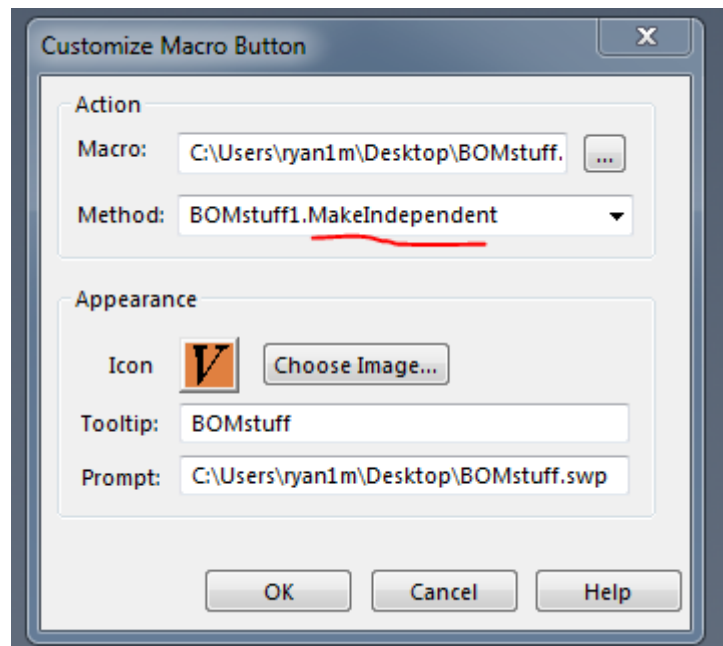 Customize Macro Button
Action
Macro: C:\Users\ryan1m\Desktop\BOMstuff. ...
Method: BOMstuff1.MakeIndependent
Appearance
Icon V Choose Image...
Tooltip: BOMstuff
Prompt: C:\Users\ryan1m\Desktop\BOMstuff.swp
OK Cancel Help